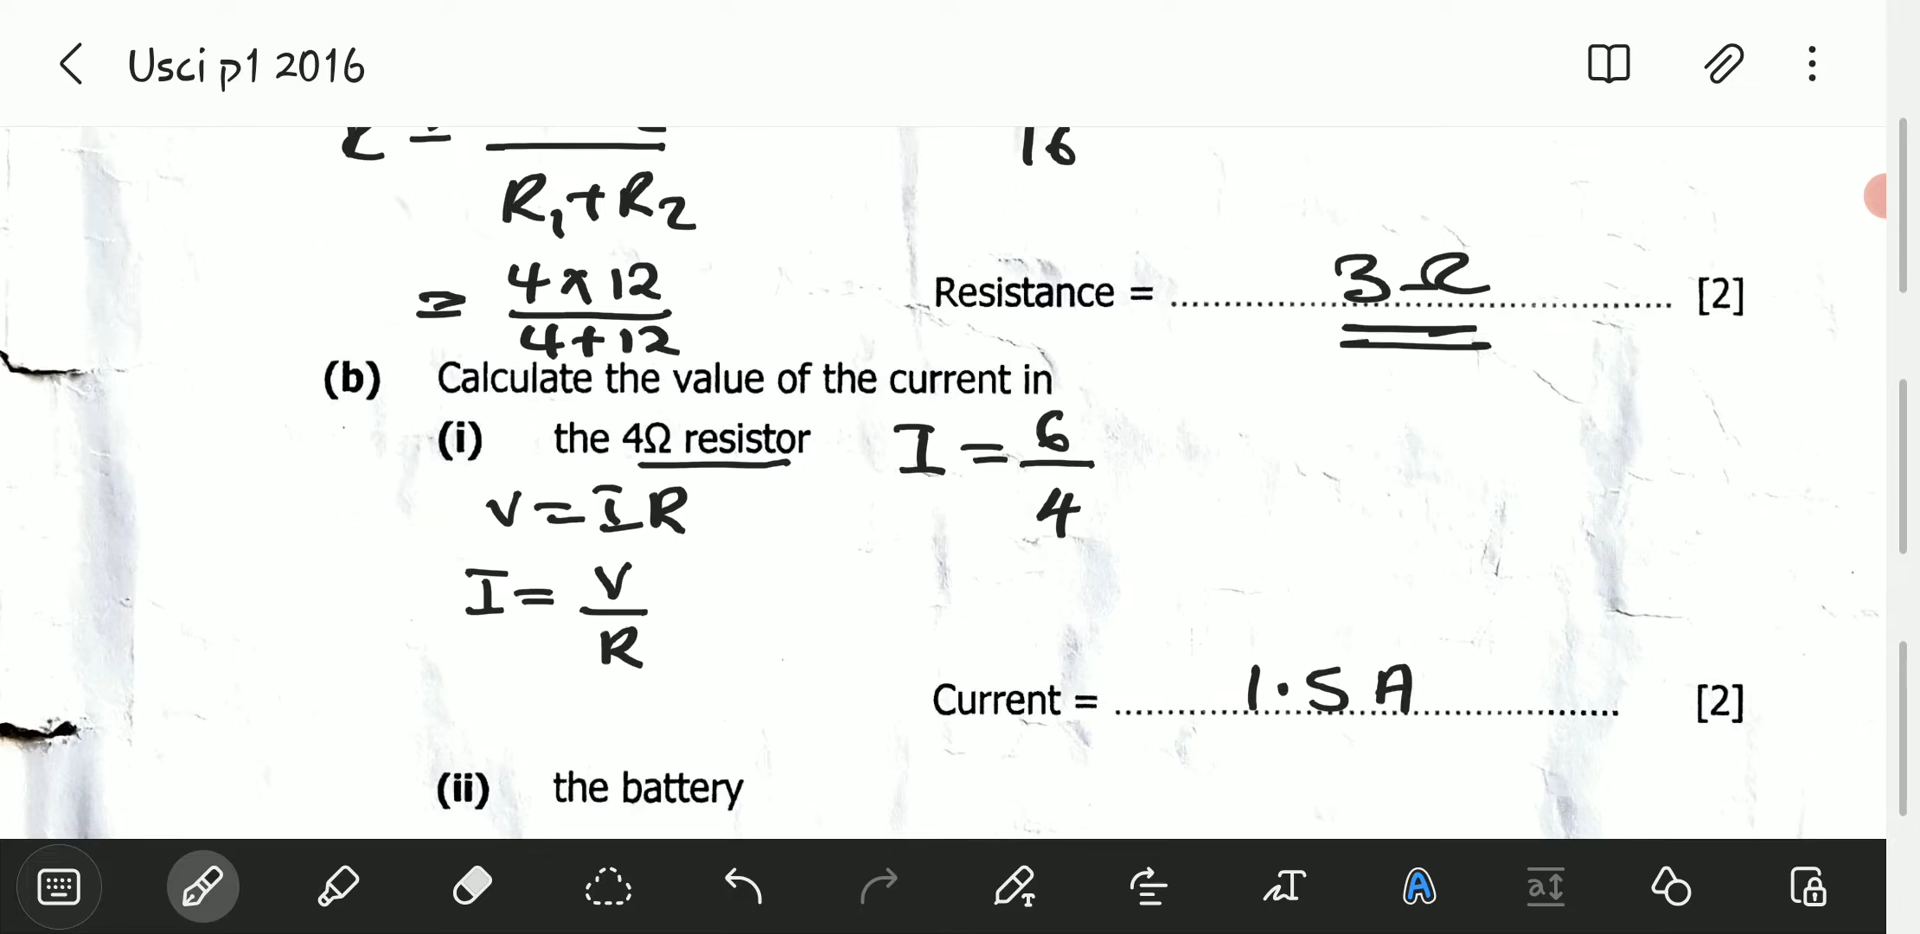 Usci p1 2016
R₁+R₂
16
= 4 x 12
4+12
Resistance = 3Ω [2]
(b) Calculate the value of the current in
(i) the 4Ω resistor
I = 6
4
V=IR
I= V
R
Current = 1.5 A [2]
(ii) the battery